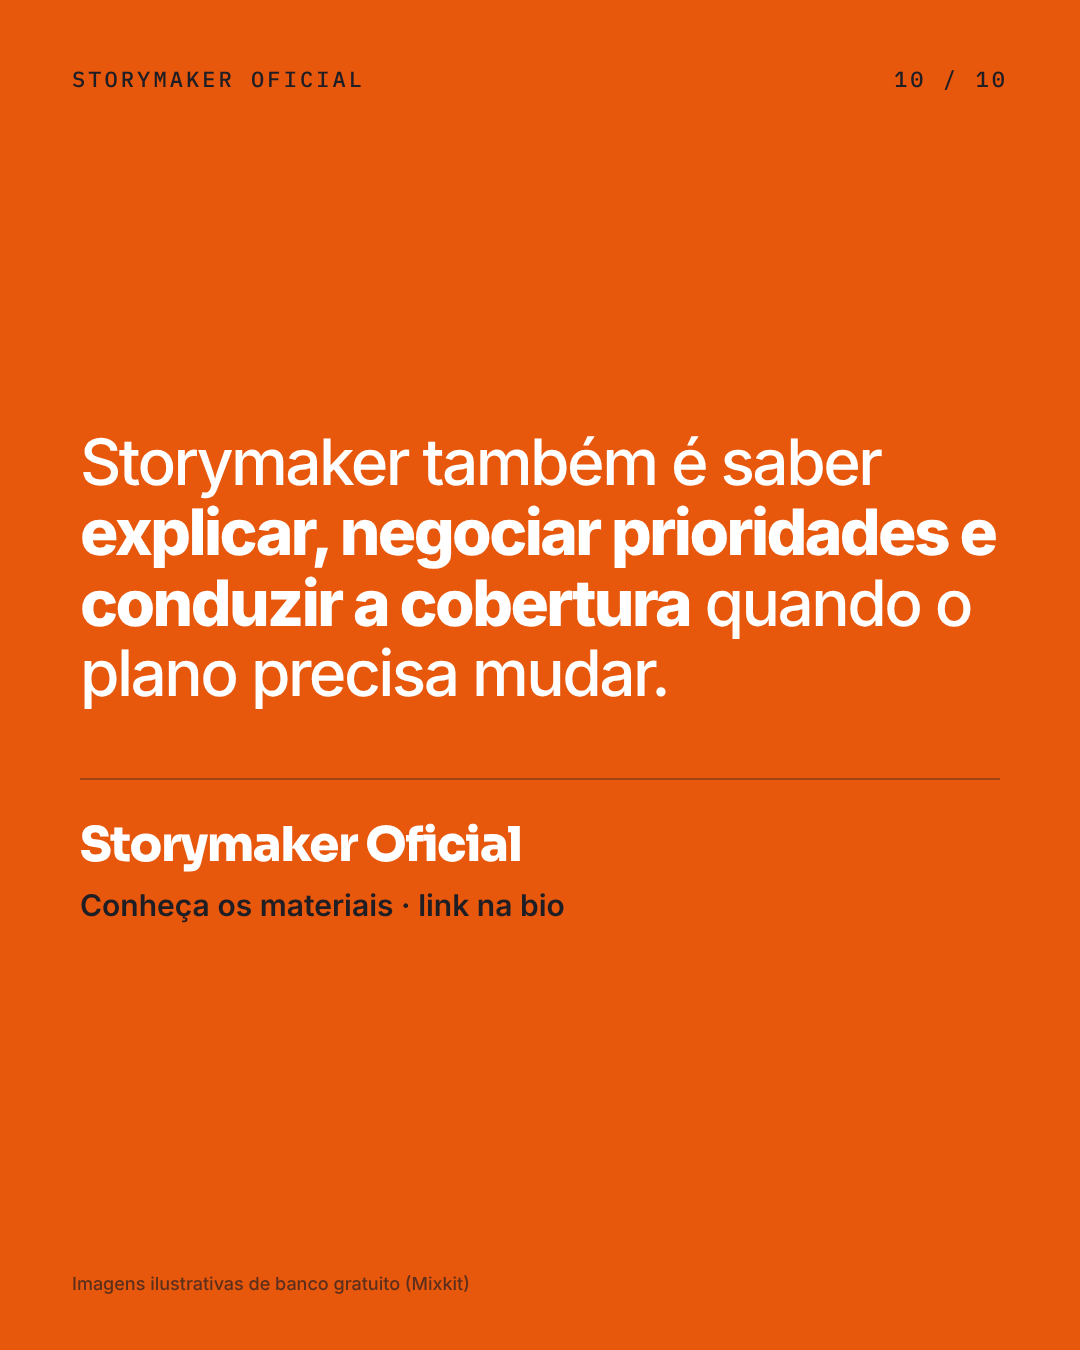 STORYMAKER OFICIAL
10 / 10
Storymaker também é saber
explicar, negociar prioridades e
conduzir a cobertura quando o
plano precisa mudar.
Storymaker Oficial
Conheça os materiais · link na bio
Imagens ilustrativas de banco gratuito (Mixkit)